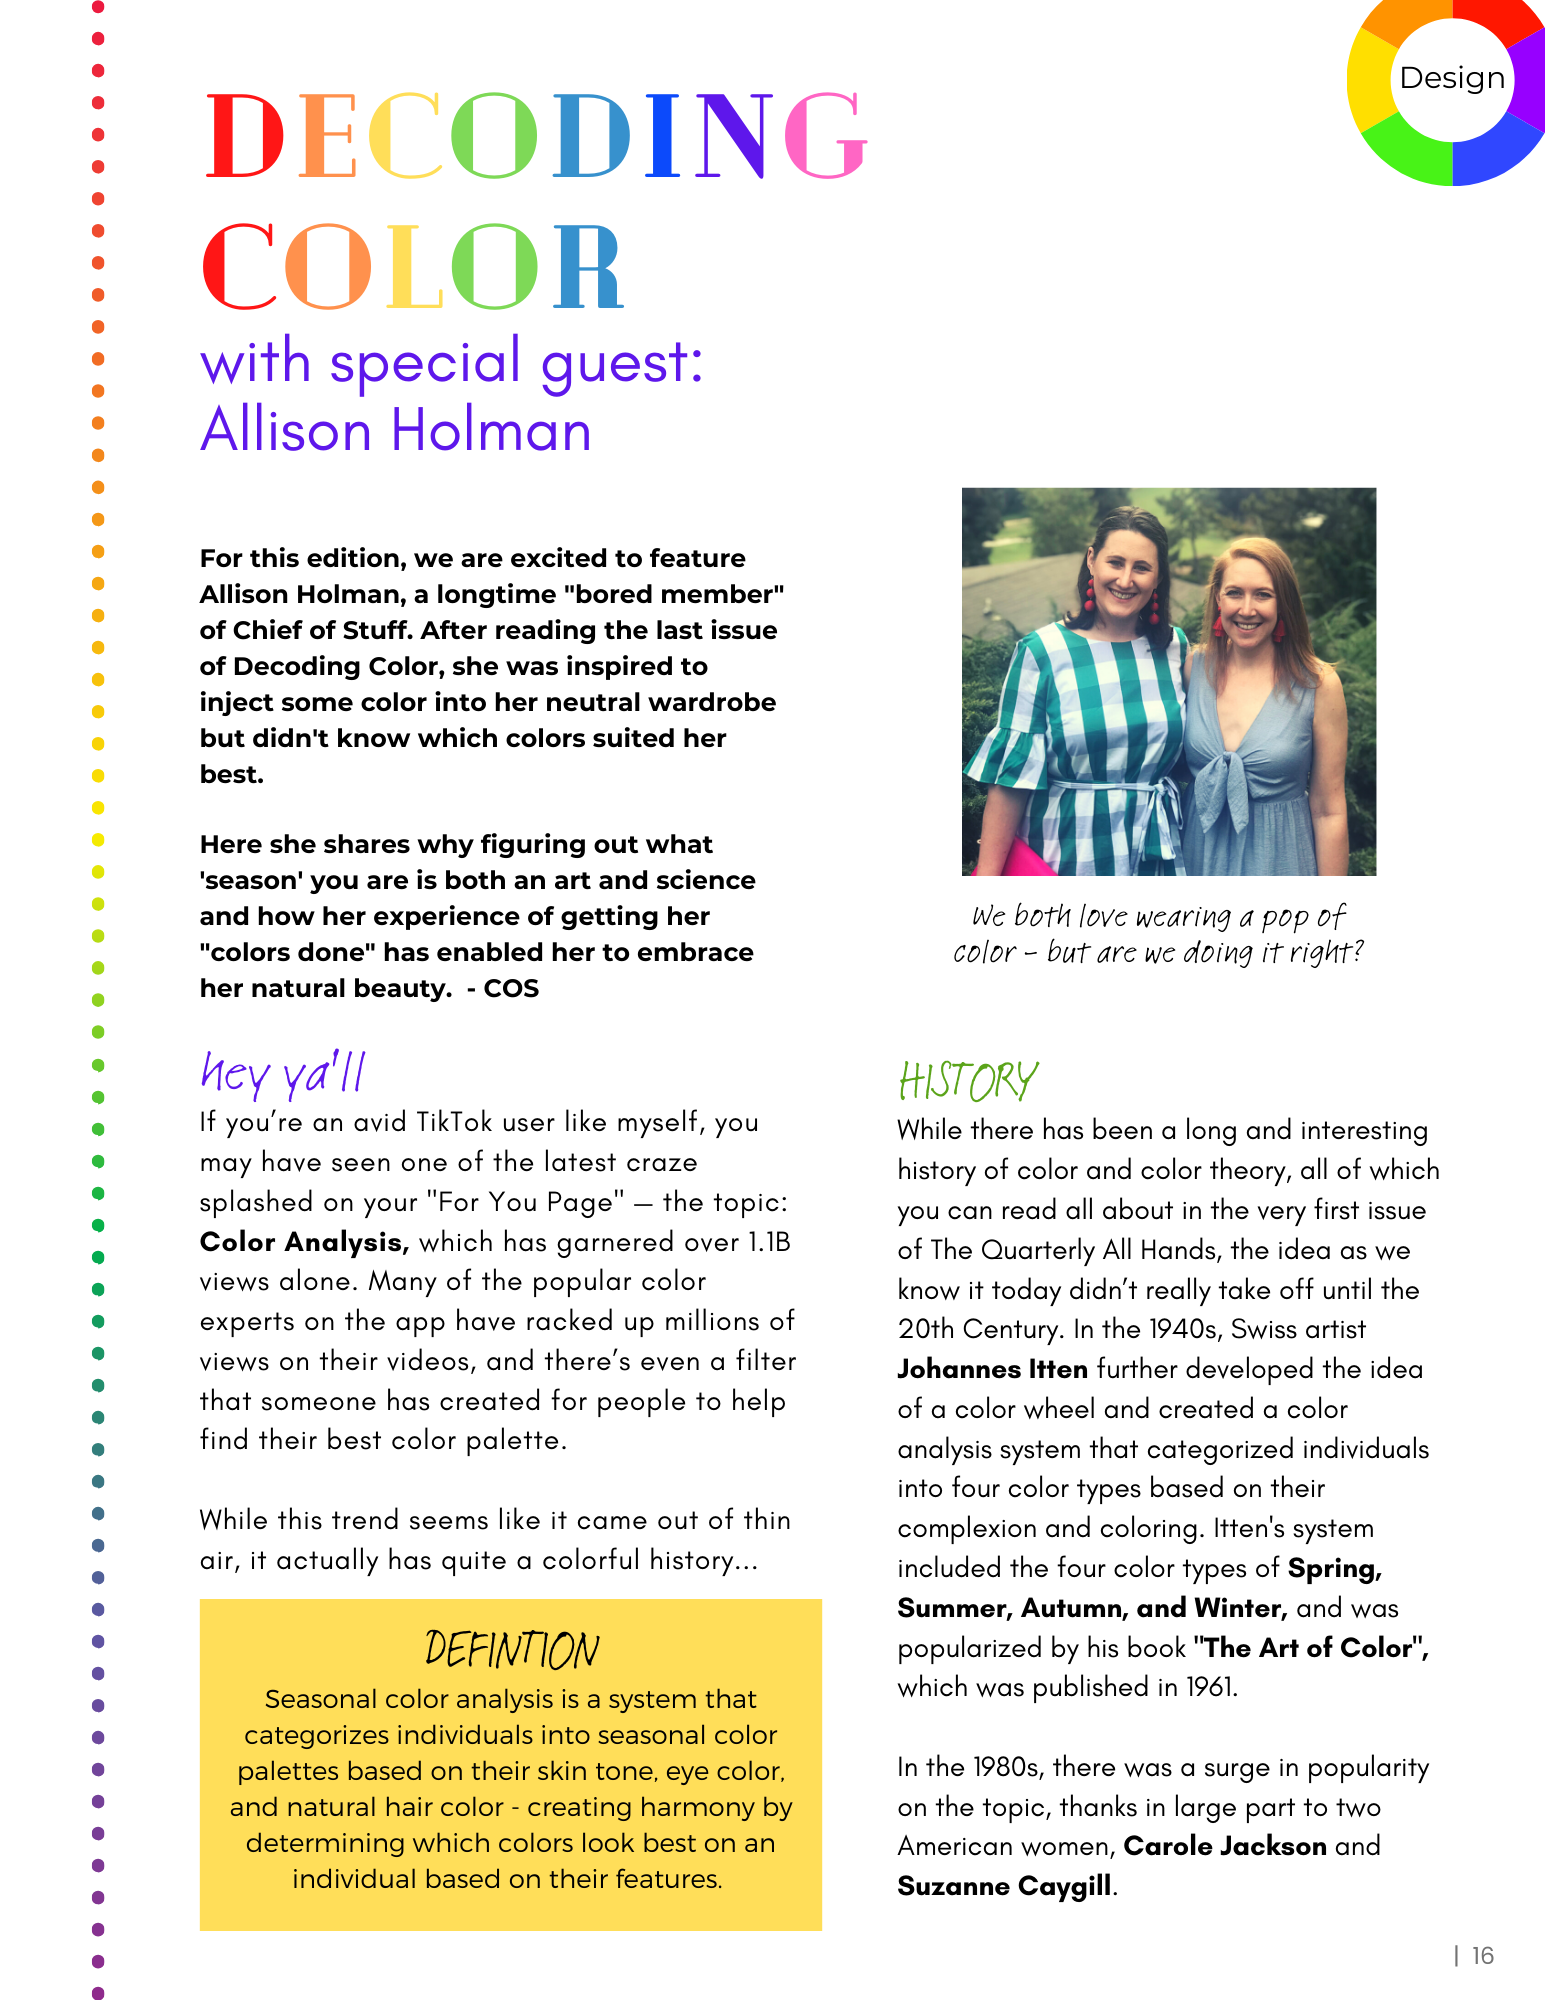 Design
DECODING
COLOR
with special guest:
Allison Holman
For this edition, we are excited to feature
Allison Holman, a longtime "bored member"
of Chief of Stuff. After reading the last issue
of Decoding Color, she was inspired to
inject some color into her neutral wardrobe
but didn't know which colors suited her
best.
Here she shares why figuring out what
'season' you are is both an art and science
and how her experience of getting her
"colors done" has enabled her to embrace
her natural beauty.  - COS
We both love wearing a pop of
color - but are we doing it right?
hey ya'll
If you’re an avid TikTok user like myself, you
may have seen one of the latest craze
splashed on your "For You Page" — the topic:
Color Analysis, which has garnered over 1.1B
views alone. Many of the popular color
experts on the app have racked up millions of
views on their videos, and there’s even a filter
that someone has created for people to help
find their best color palette.
While this trend seems like it came out of thin
air, it actually has quite a colorful history...
DEFINTION
Seasonal color analysis is a system that
categorizes individuals into seasonal color
palettes based on their skin tone, eye color,
and natural hair color - creating harmony by
determining which colors look best on an
individual based on their features.
HISTORY
While there has been a long and interesting
history of color and color theory, all of which
you can read all about in the very first issue
of The Quarterly All Hands, the idea as we
know it today didn’t really take off until the
20th Century. In the 1940s, Swiss artist
Johannes Itten further developed the idea
of a color wheel and created a color
analysis system that categorized individuals
into four color types based on their
complexion and coloring. Itten's system
included the four color types of Spring,
Summer, Autumn, and Winter, and was
popularized by his book "The Art of Color",
which was published in 1961.
In the 1980s, there was a surge in popularity
on the topic, thanks in large part to two
American women, Carole Jackson and
Suzanne Caygill.
| 16